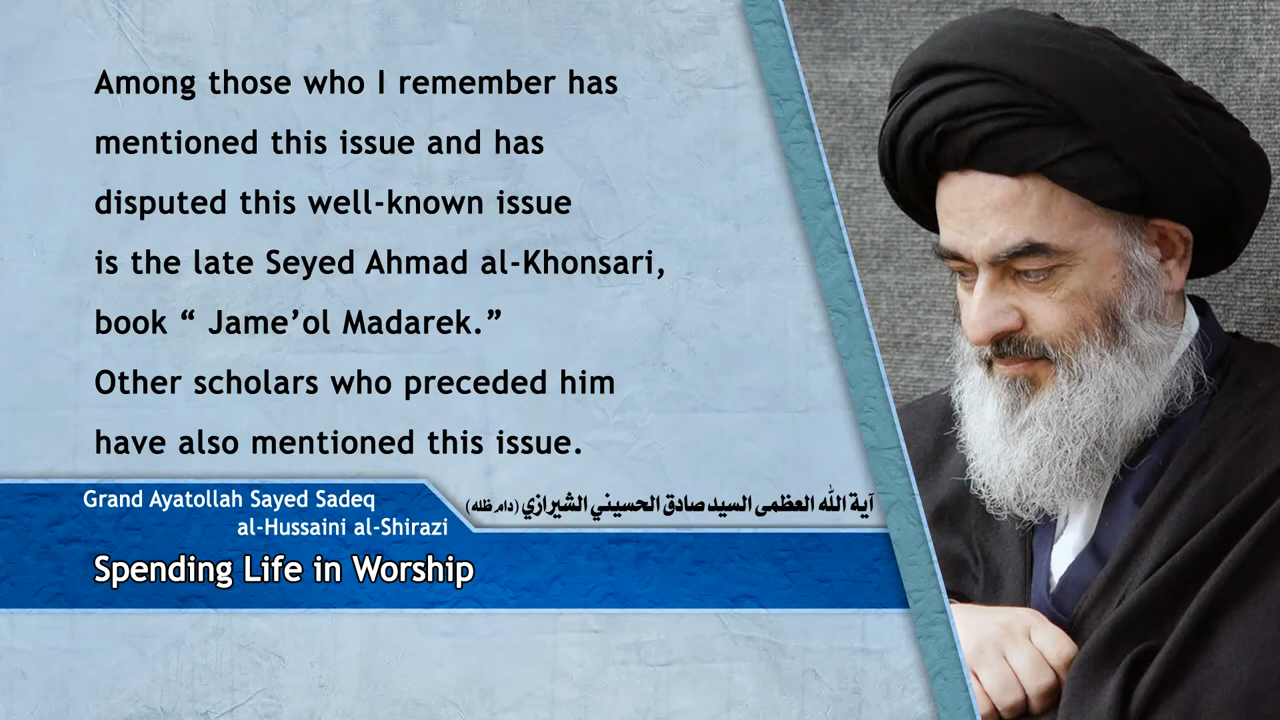 Among those who I remember has
mentioned this issue and has
disputed this well-known issue
is the late Seyed Ahmad al-Khonsari,
book “ Jame’ol Madarek.”
Other scholars who preceded him
have also mentioned this issue.
Grand Ayatollah Sayed Sadeq
al-Hussaini al-Shirazi
آية الله العظمى السيد صادق الحسيني الشيرازي (دام ظله)
Spending Life in Worship